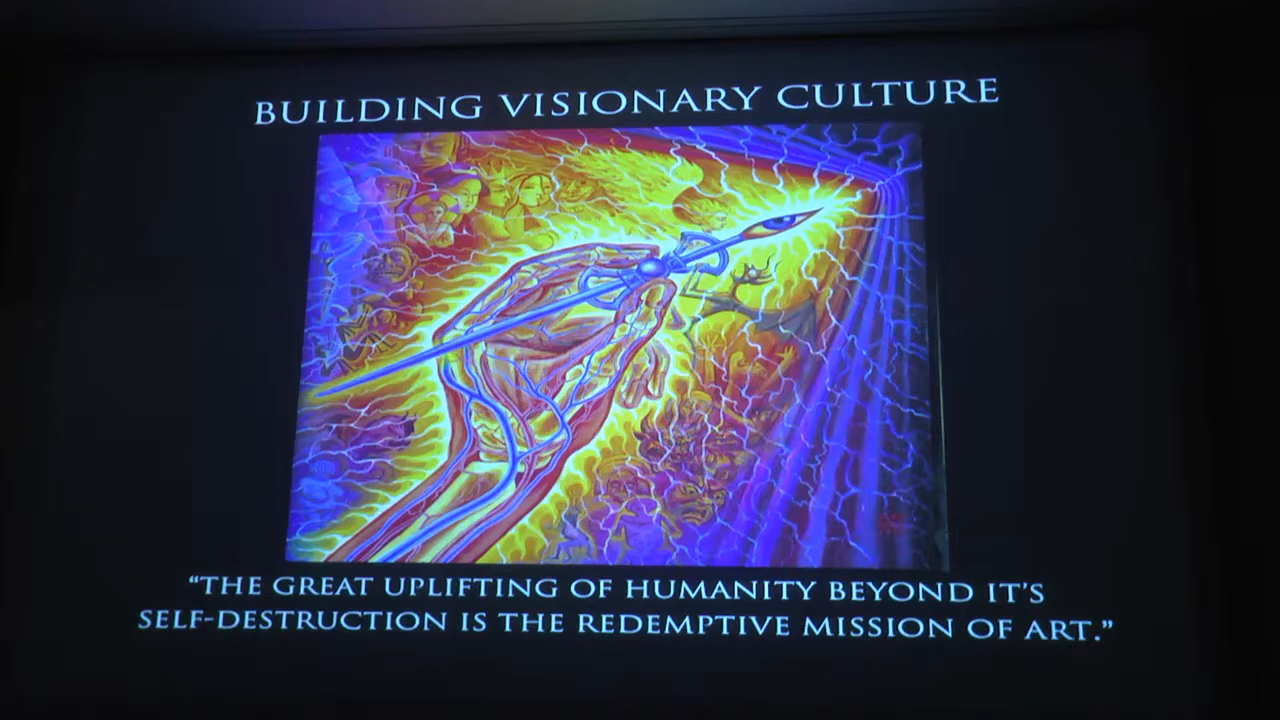 BUILDING VISIONARY CULTURE
“THE GREAT UPLIFTING OF HUMANITY BEYOND IT’S
SELF-DESTRUCTION IS THE REDEMPTIVE MISSION OF ART.”